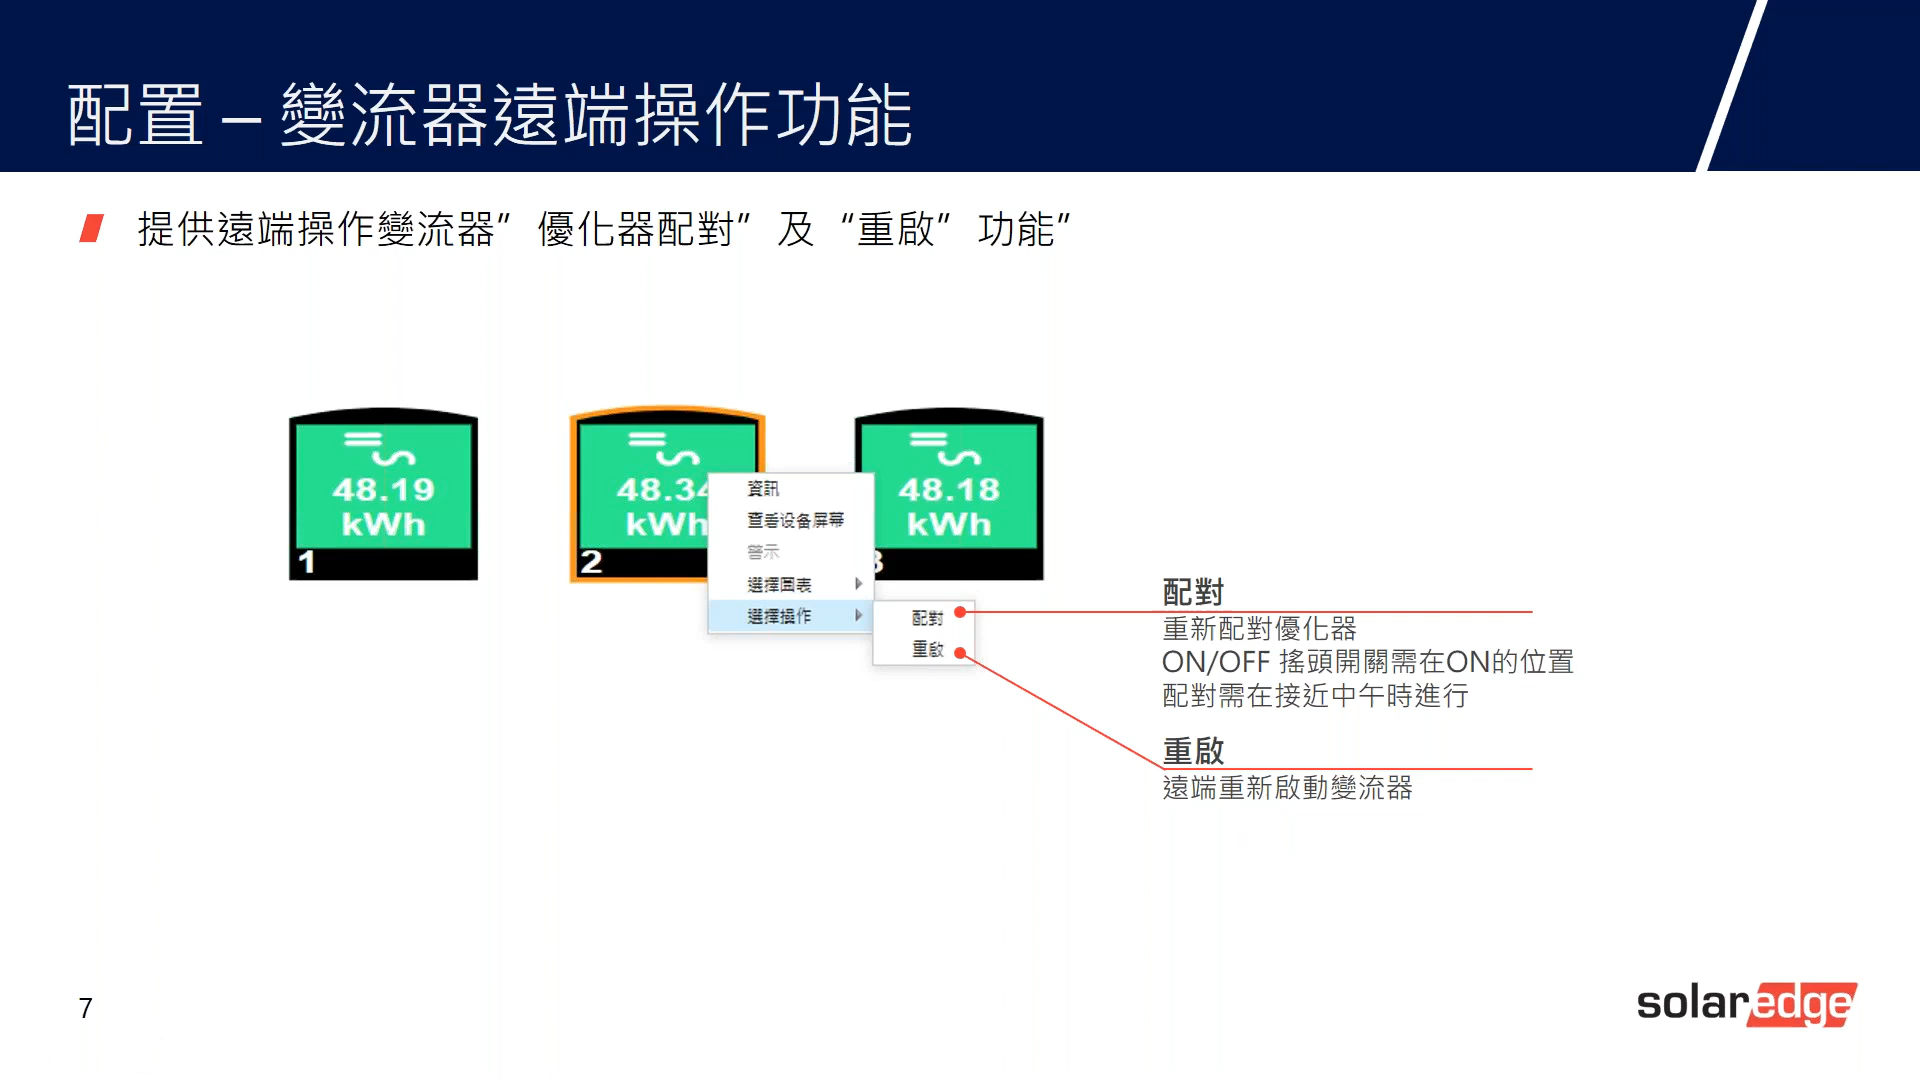 配置 – 變流器遠端操作功能
提供遠端操作變流器” 優化器配對” 及 “重啟” 功能”
48.19
kWh
1
48.34
kWh
2
48.18
kWh
3
資訊
查看设备屏幕
警示
選擇圖表
選擇操作
配對
重啟
配對
重新配對優化器
ON/OFF 搖頭開關需在ON的位置
配對需在接近中午時進行
重啟
遠端重新啟動變流器
7
solaredge